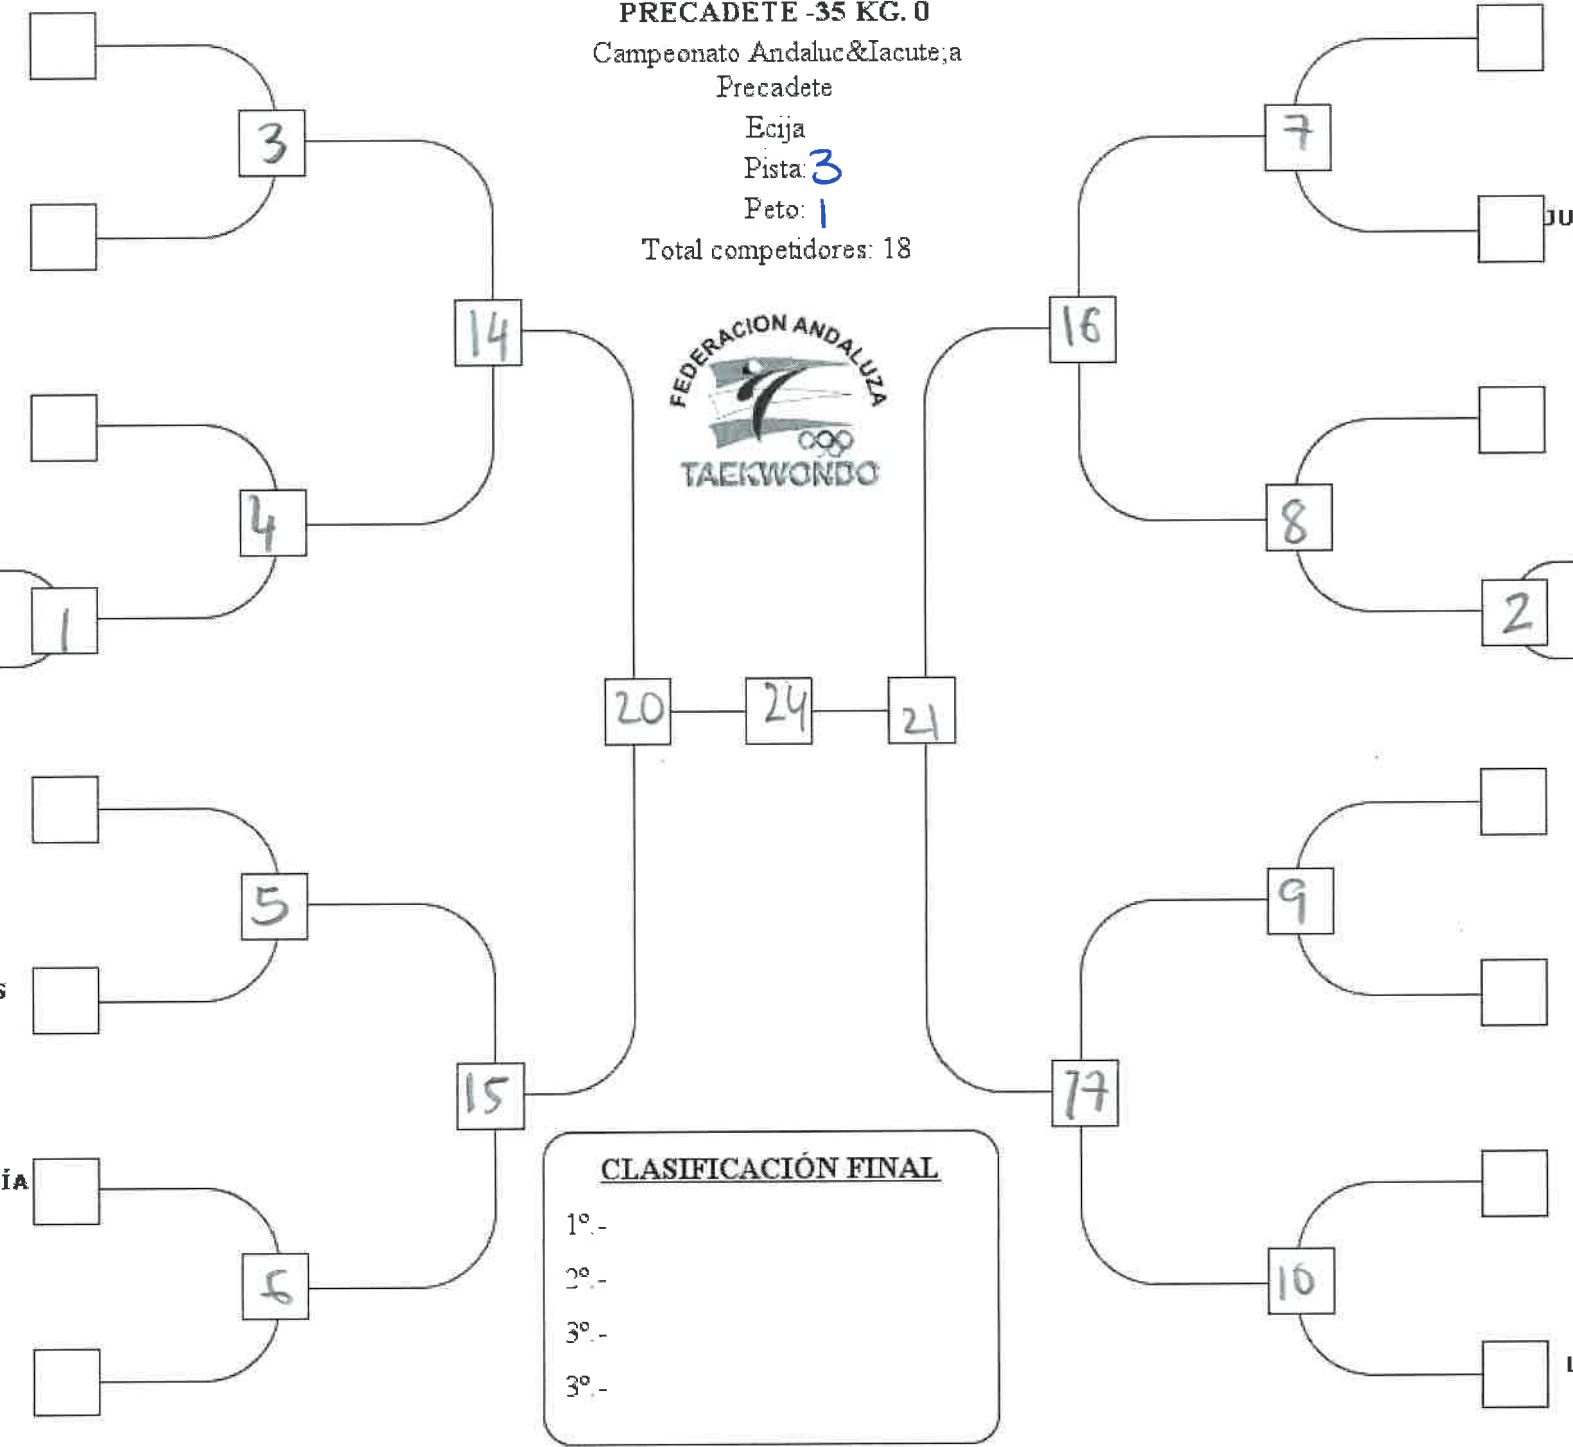 PRECADETE -35 KG. 0
Campeonato Andaluc&Iacute;a
Precadete
Ecija
Pista: 3
Peto: 1
Total competidores: 18
FEDERACION ANDALUZA
TAEKWONDO
3
7
JU
14
16
4
8
1
2
20
24
21
5
9
S
15
17
ÍA
6
10
L
CLASIFICACIÓN FINAL
1º.-
2º.-
3º.-
3º.-